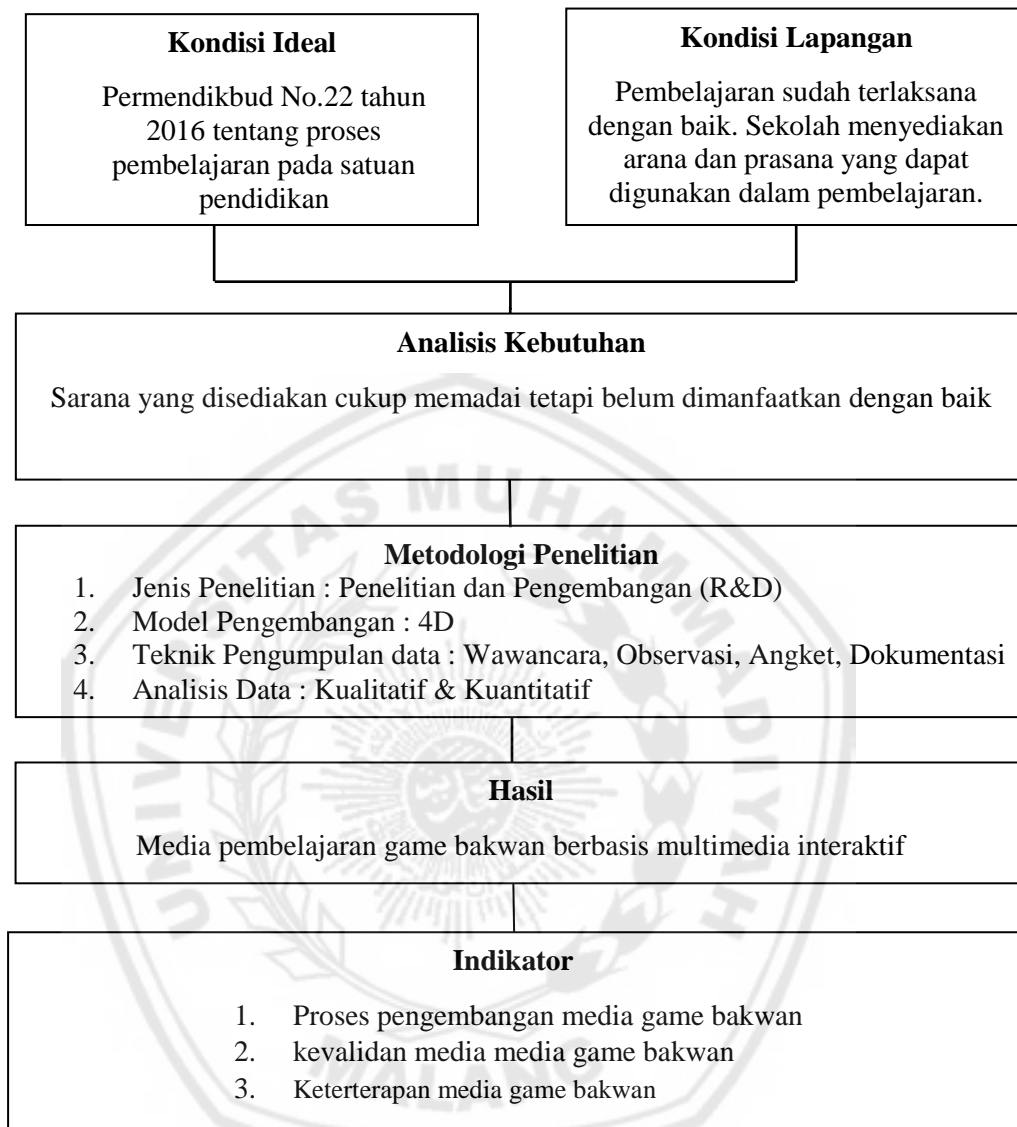 Kondisi Ideal
Permendikbud No.22 tahun
2016 tentang proses
pembelajaran pada satuan
pendidikan
Kondisi Lapangan
Pembelajaran sudah terlaksana
dengan baik. Sekolah menyediakan
arana dan prasana yang dapat
digunakan dalam pembelajaran.
Analisis Kebutuhan
Sarana yang disediakan cukup memadai tetapi belum dimanfaatkan dengan baik
Metodologi Penelitian
1. Jenis Penelitian : Penelitian dan Pengembangan (R&D)
2. Model Pengembangan : 4D
3. Teknik Pengumpulan data : Wawancara, Observasi, Angket, Dokumentasi
4. Analisis Data : Kualitatif & Kuantitatif
Hasil
Media pembelajaran game bakwan berbasis multimedia interaktif
Indikator
1. Proses pengembangan media game bakwan
2. kevalidan media media game bakwan
3. Keterterapan media game bakwan
UNIVERSITAS MUHAMMADIYAH
MALANG